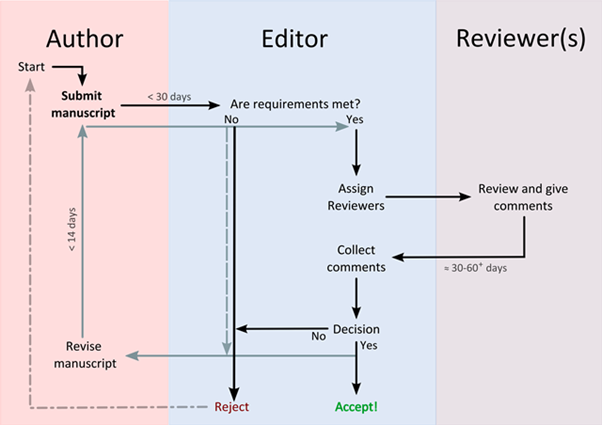 Author
Editor
Reviewer(s)
Start
Submit
manuscript
< 30 days
Are requirements met?
No
Yes
Assign
Reviewers
Review and give
comments
< 14 days
Collect
comments
≈ 30-60+ days
Decision
No
Yes
Revise
manuscript
Reject
Accept!